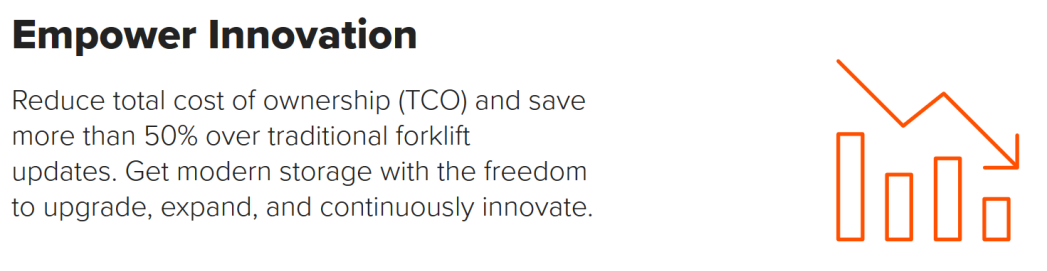 Empower Innovation
Reduce total cost of ownership (TCO) and save
more than 50% over traditional forklift
updates. Get modern storage with the freedom
to upgrade, expand, and continuously innovate.